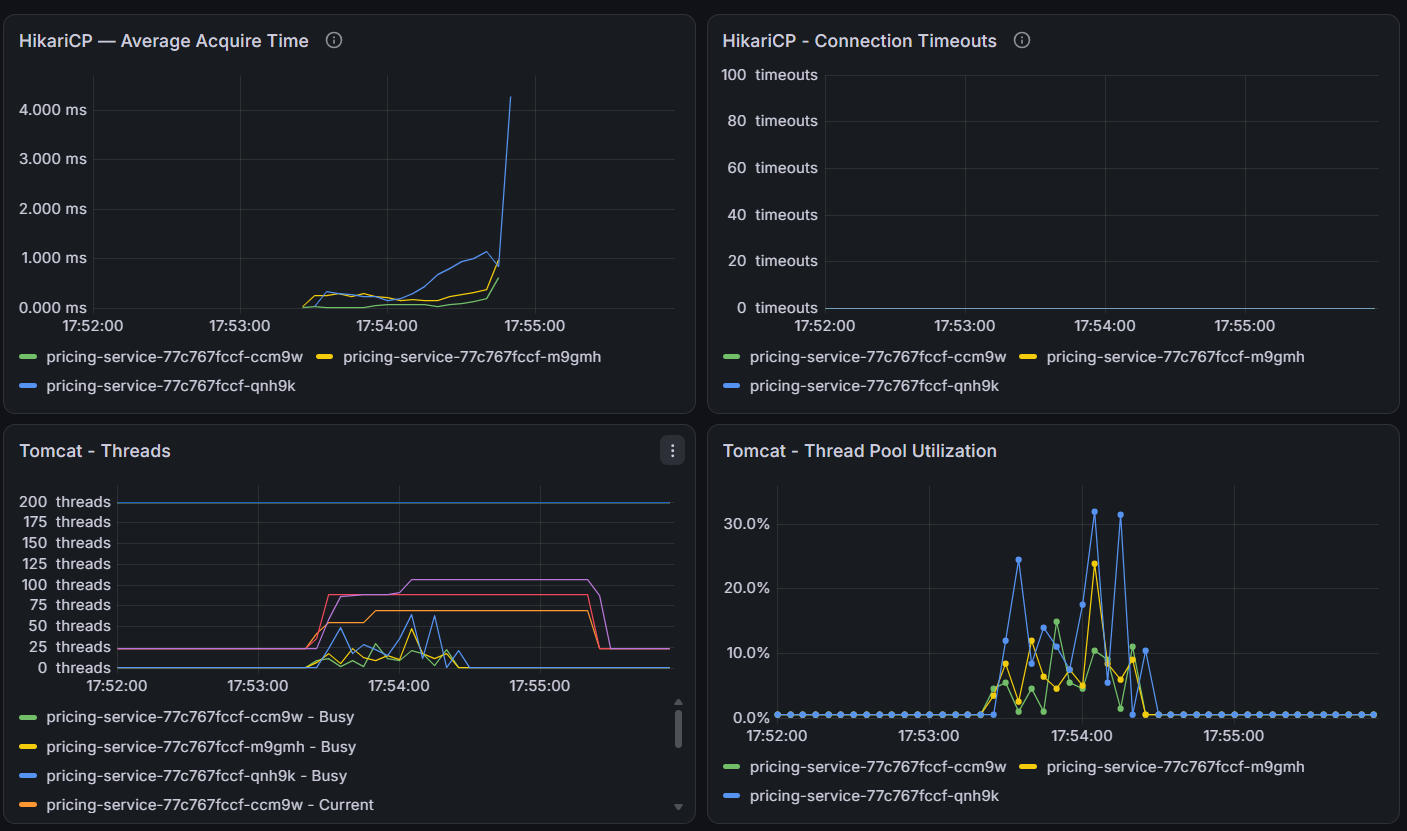 HikariCP — Average Acquire Time
4.000 ms
3.000 ms
2.000 ms
1.000 ms
0.000 ms
17:52:00 17:53:00 17:54:00 17:55:00
pricing-service-77c767fccf-ccm9w pricing-service-77c767fccf-m9gmh
pricing-service-77c767fccf-qnh9k
HikariCP - Connection Timeouts
100 timeouts
80 timeouts
60 timeouts
40 timeouts
20 timeouts
0 timeouts
17:52:00 17:53:00 17:54:00 17:55:00
pricing-service-77c767fccf-ccm9w pricing-service-77c767fccf-m9gmh
pricing-service-77c767fccf-qnh9k
Tomcat - Threads
200 threads
175 threads
150 threads
125 threads
100 threads
75 threads
50 threads
25 threads
0 threads
17:52:00 17:53:00 17:54:00 17:55:00
pricing-service-77c767fccf-ccm9w - Busy
pricing-service-77c767fccf-m9gmh - Busy
pricing-service-77c767fccf-qnh9k - Busy
pricing-service-77c767fccf-ccm9w - Current
Tomcat - Thread Pool Utilization
30.0%
20.0%
10.0%
0.0%
17:52:00 17:53:00 17:54:00 17:55:00
pricing-service-77c767fccf-ccm9w pricing-service-77c767fccf-m9gmh
pricing-service-77c767fccf-qnh9k